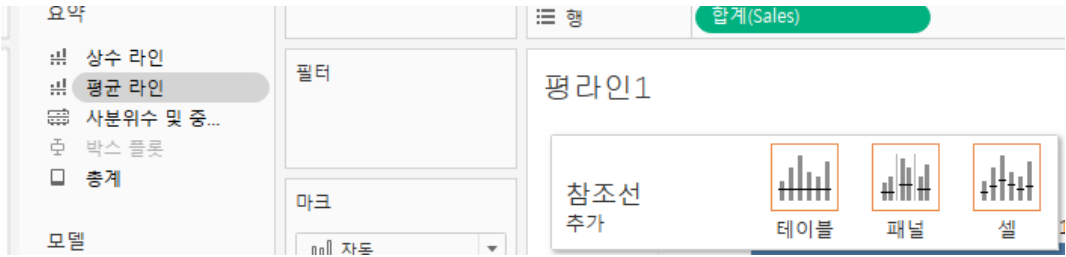 요약
상수 라인
평균 라인
사분위수 및 중...
박스 플롯
총계
모델
필터
마크
자동
행
합계(Sales)
평라인1
참조선
추가
테이블
패널
셀